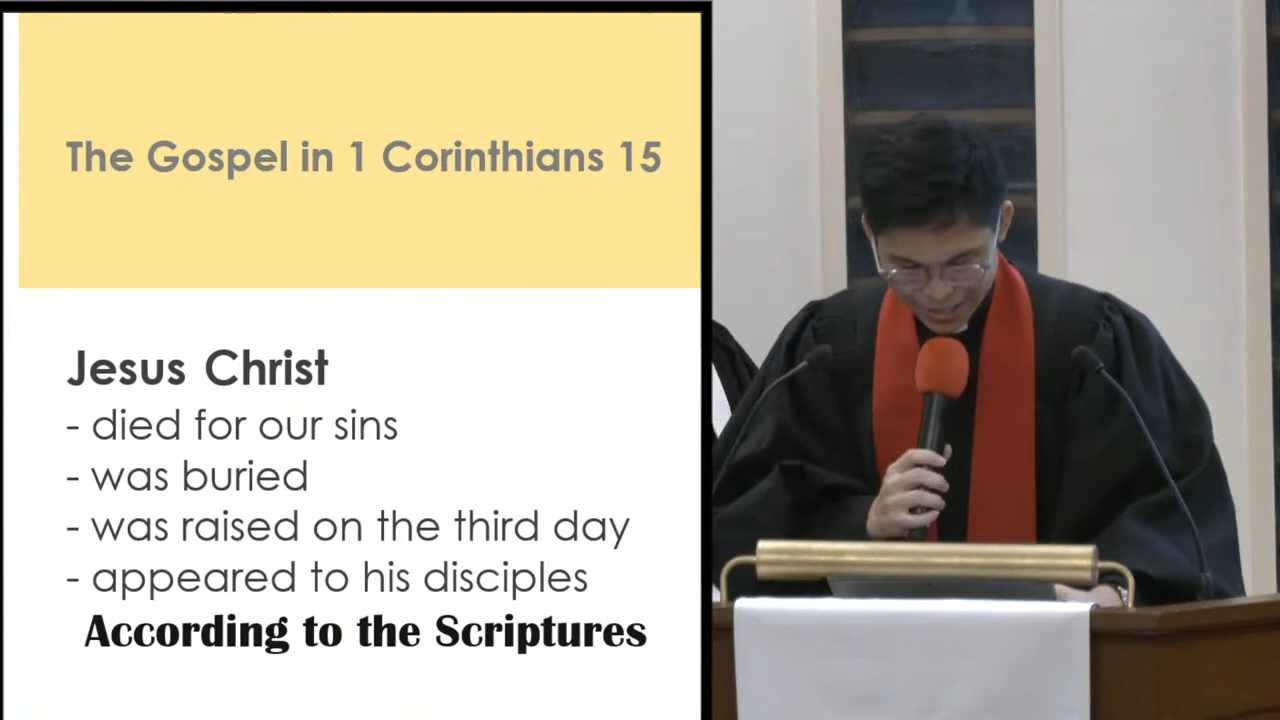 The Gospel in 1 Corinthians 15
Jesus Christ
- died for our sins
- was buried
- was raised on the third day
- appeared to his disciples
According to the Scriptures